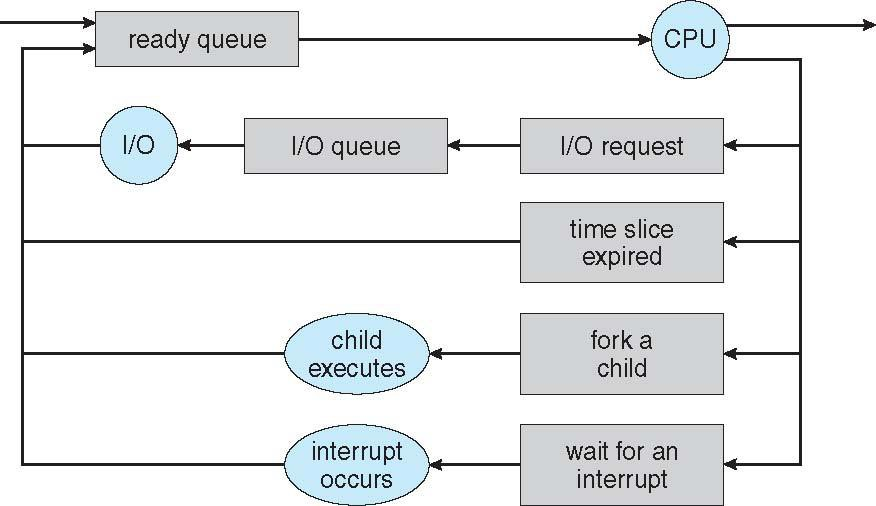 ready queue
CPU
I/O
I/O queue
I/O request
time slice
expired
child
executes
fork a
child
interrupt
occurs
wait for an
interrupt